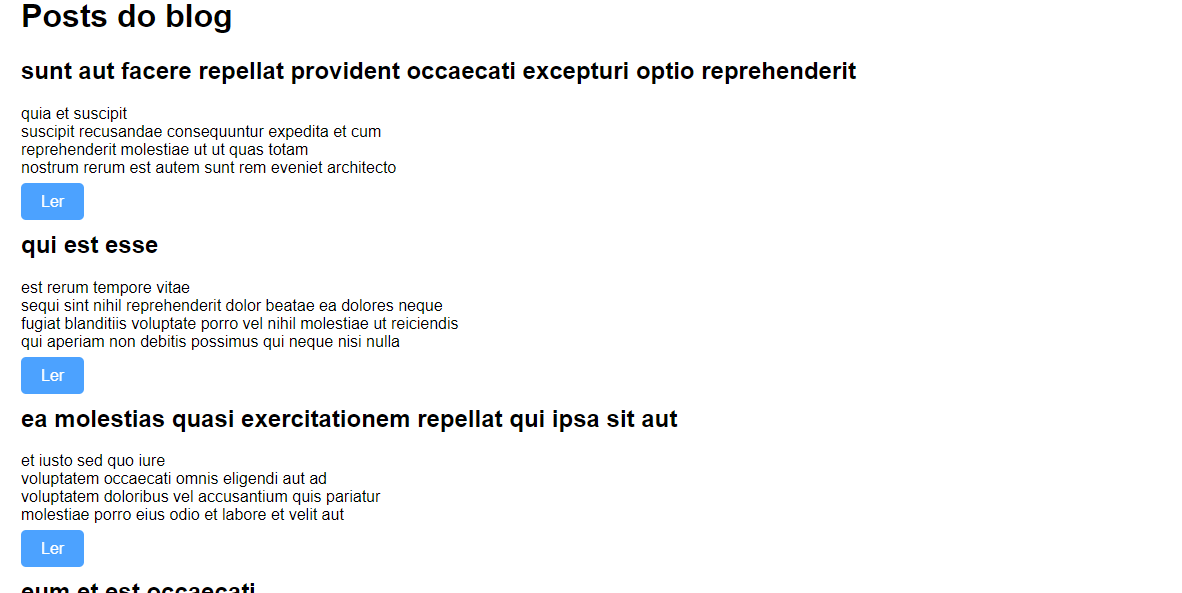 Posts do blog
sunt aut facere repellat provident occaecati excepturi optio reprehenderit
quia et suscipit
suscipit recusandae consequuntur expedita et cum
reprehenderit molestiae ut ut quas totam
nostrum rerum est autem sunt rem eveniet architecto
Ler
qui est esse
est rerum tempore vitae
sequi sint nihil reprehenderit dolor beatae ea dolores neque
fugiat blanditiis voluptate porro vel nihil molestiae ut reiciendis
qui aperiam non debitis possimus qui neque nisi nulla
Ler
ea molestias quasi exercitationem repellat qui ipsa sit aut
et iusto sed quo iure
voluptatem occaecati omnis eligendi aut ad
voluptatem doloribus vel accusantium quis pariatur
molestiae porro eius odio et labore et velit aut
Ler
eum et est occaecati